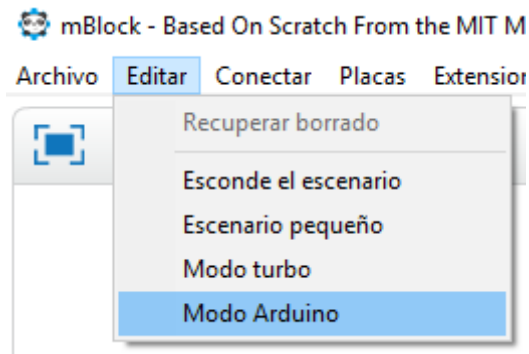 mBlock - Based On Scratch From the MIT M
Archivo Editar Conectar Placas Extension
Recuperar borrado
Esconde el escenario
Escenario pequeño
Modo turbo
Modo Arduino